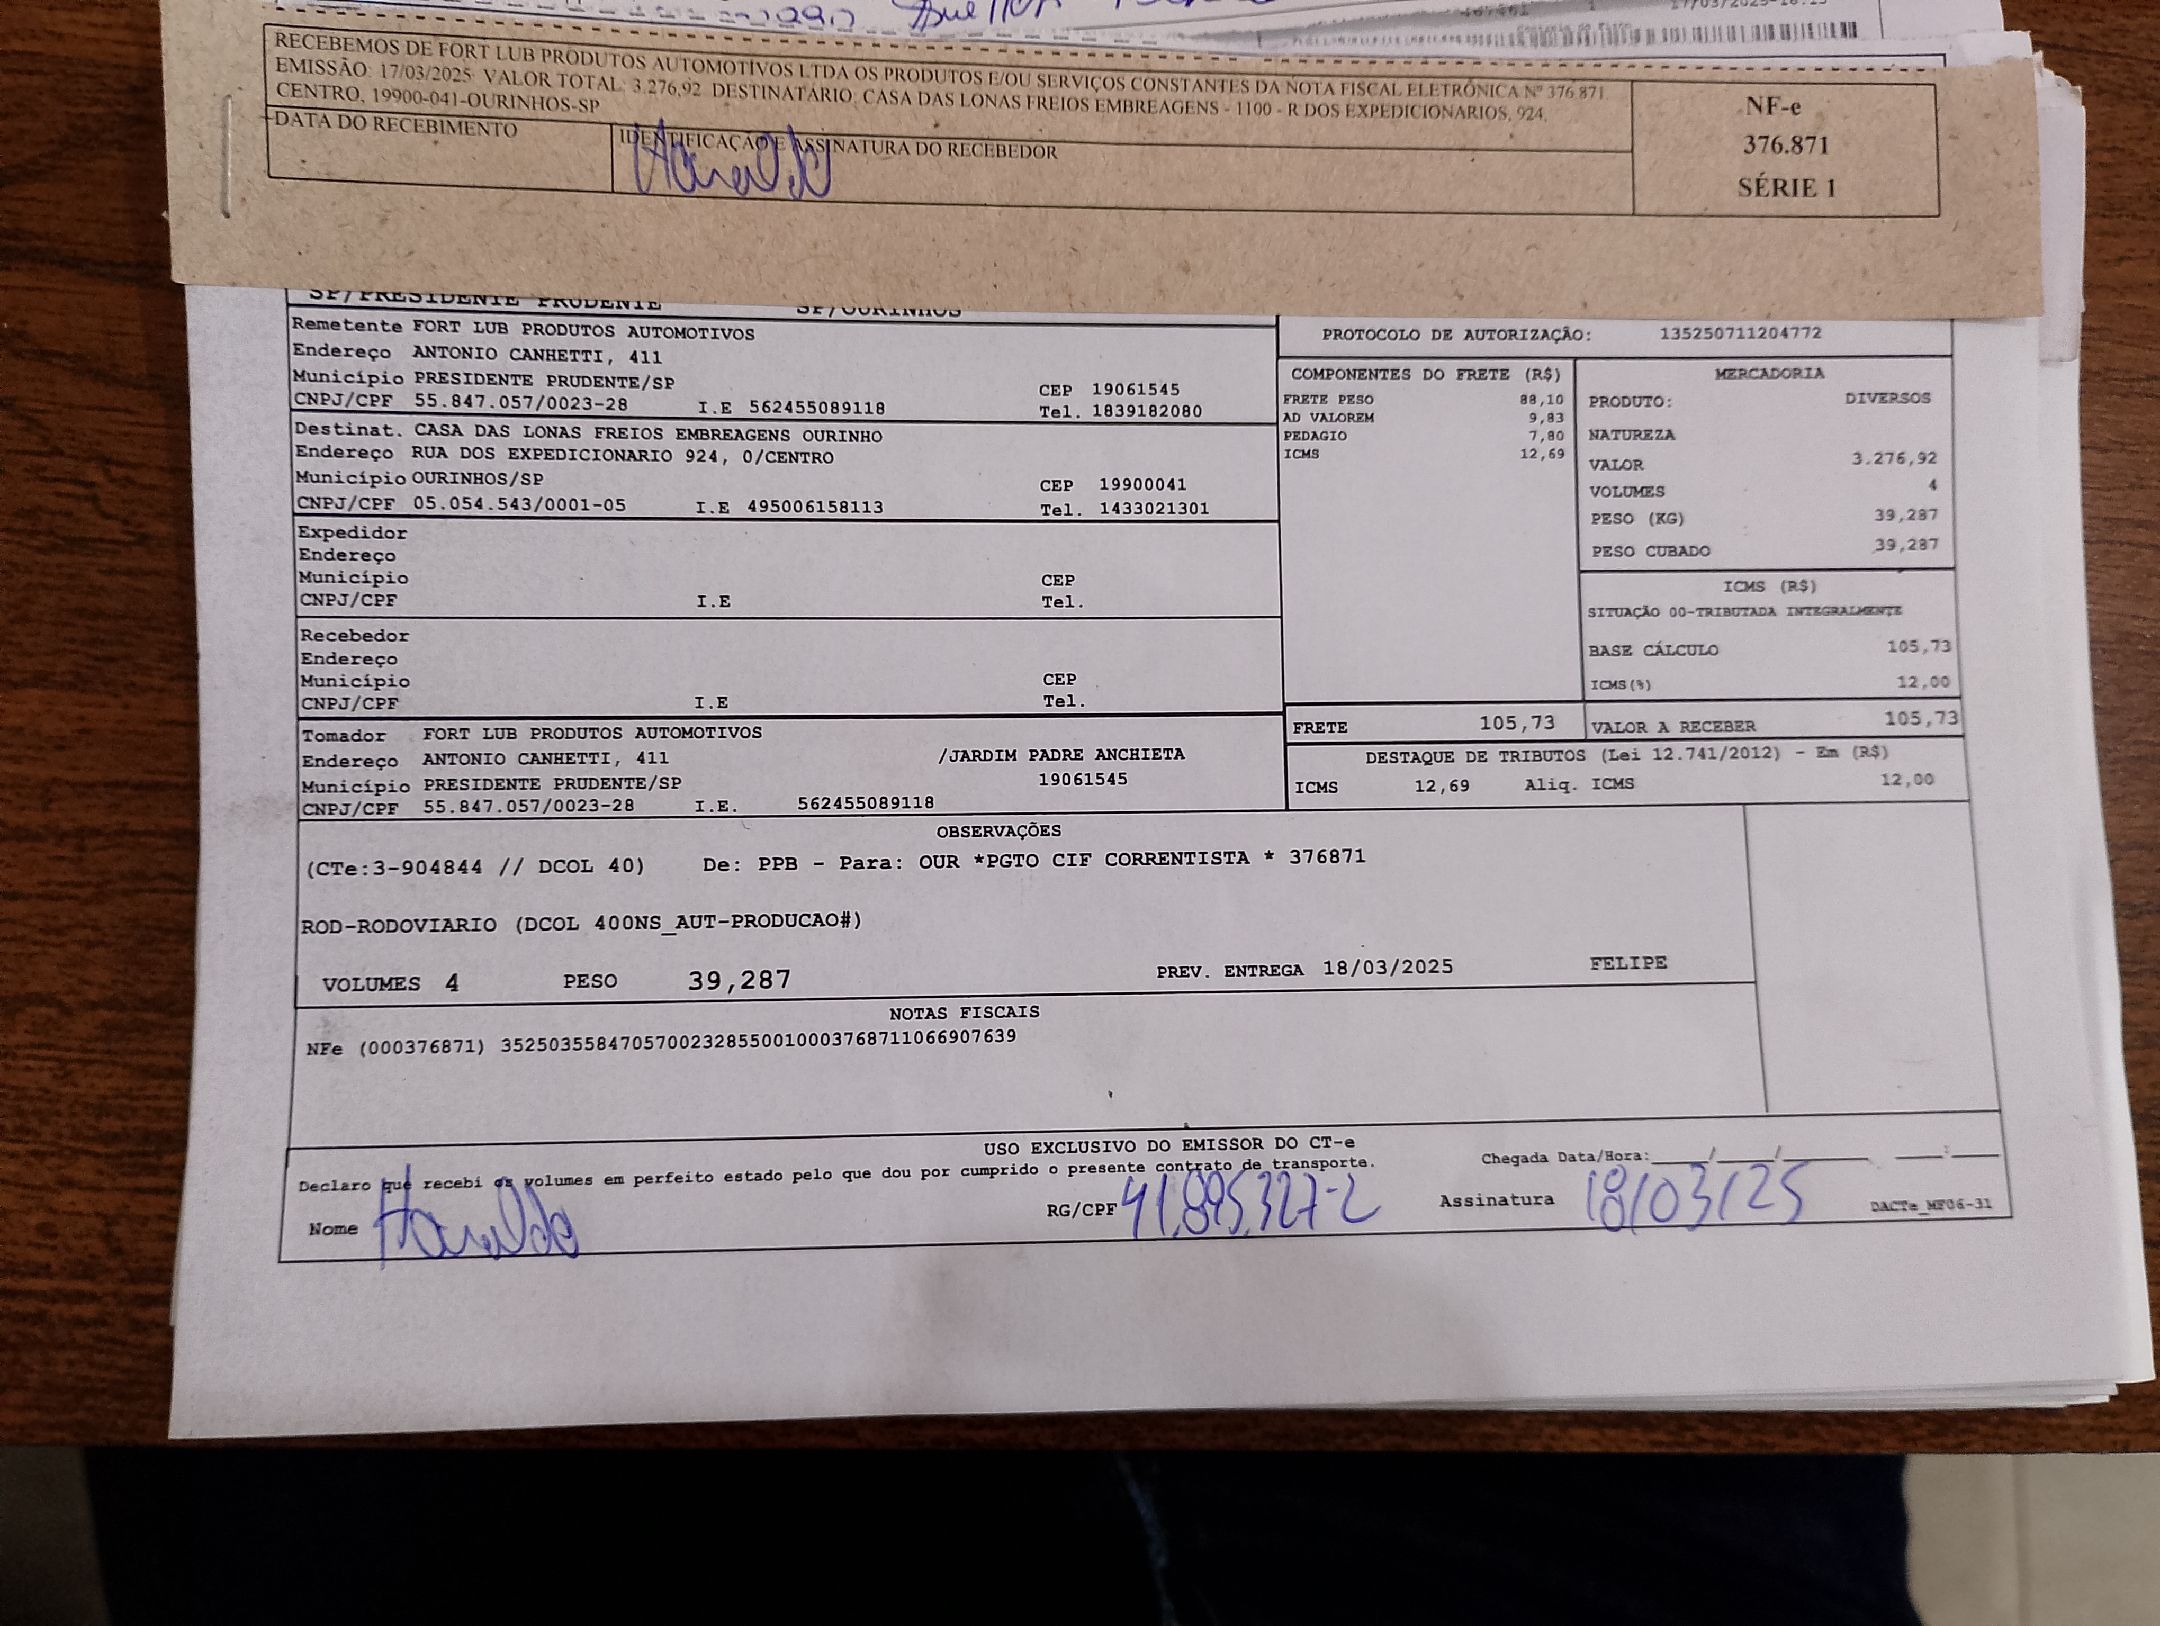 RECEBEMOS DE FORT LUB PRODUTOS AUTOMOTIVOS LTDA OS PRODUTOS E/OU SERVIÇOS CONSTANTES DA NOTA FISCAL ELETRÔNICA Nº 376.871.
EMISSÃO: 17/03/2025 VALOR TOTAL: 3.276,92 DESTINATÁRIO: CASA DAS LONAS FREIOS EMBREAGENS - 1100 - R DOS EXPEDICIONARIOS, 924,
CENTRO, 19900-041-OURINHOS-SP
DATA DO RECEBIMENTO
IDENTIFICAÇÃO E ASSINATURA DO RECEBEDOR
Haroldo
NF-e
376.871
SÉRIE 1
SP/PRESIDENTE PRUDENTE SP/OURINHOS
Remetente FORT LUB PRODUTOS AUTOMOTIVOS
Endereço ANTONIO CANHETTI, 411
Município PRESIDENTE PRUDENTE/SP CEP 19061545
CNPJ/CPF 55.847.057/0023-28 I.E 562455089118 Tel. 1839182080
Destinat. CASA DAS LONAS FREIOS EMBREAGENS OURINHO
Endereço RUA DOS EXPEDICIONARIO 924, 0/CENTRO
Município OURINHOS/SP CEP 19900041
CNPJ/CPF 05.054.543/0001-05 I.E 495006158113 Tel. 1433021301
Expedidor
Endereço
Município CEP
CNPJ/CPF I.E Tel.
Recebedor
Endereço
Município CEP
CNPJ/CPF I.E Tel.
Tomador FORT LUB PRODUTOS AUTOMOTIVOS
Endereço ANTONIO CANHETTI, 411 /JARDIM PADRE ANCHIETA
Município PRESIDENTE PRUDENTE/SP 19061545
CNPJ/CPF 55.847.057/0023-28 I.E. 562455089118
PROTOCOLO DE AUTORIZAÇÃO: 135250711204772
COMPONENTES DO FRETE (R$)
FRETE PESO 88,10
AD VALOREM 9,83
PEDAGIO 7,80
ICMS 12,69
MERCADORIA
PRODUTO: DIVERSOS
NATUREZA
VALOR 3.276,92
VOLUMES 4
PESO (KG) 39,287
PESO CUBADO 39,287
ICMS (R$)
SITUAÇÃO 00-TRIBUTADA INTEGRALMENTE
BASE CÁLCULO 105,73
ICMS(%) 12,00
FRETE 105,73 VALOR A RECEBER 105,73
DESTAQUE DE TRIBUTOS (Lei 12.741/2012) - Em (R$)
ICMS 12,69 Aliq. ICMS 12,00
OBSERVAÇÕES
(CTe:3-904844 // DCOL 40) De: PPB - Para: OUR *PGTO CIF CORRENTISTA * 376871
ROD-RODOVIARIO (DCOL 400NS_AUT-PRODUCAO#)
VOLUMES 4 PESO 39,287 PREV. ENTREGA 18/03/2025 FELIPE
NOTAS FISCAIS
NFe (000376871) 35250355847057002328550010003768711066907639
USO EXCLUSIVO DO EMISSOR DO CT-e
Declaro que recebi os volumes em perfeito estado pelo que dou por cumprido o presente contrato de transporte.
Chegada Data/Hora:____/____/______ ___:___
Nome Haroldo RG/CPF 41.895.327-2 Assinatura 18/03/25 DACTe_MF06-31